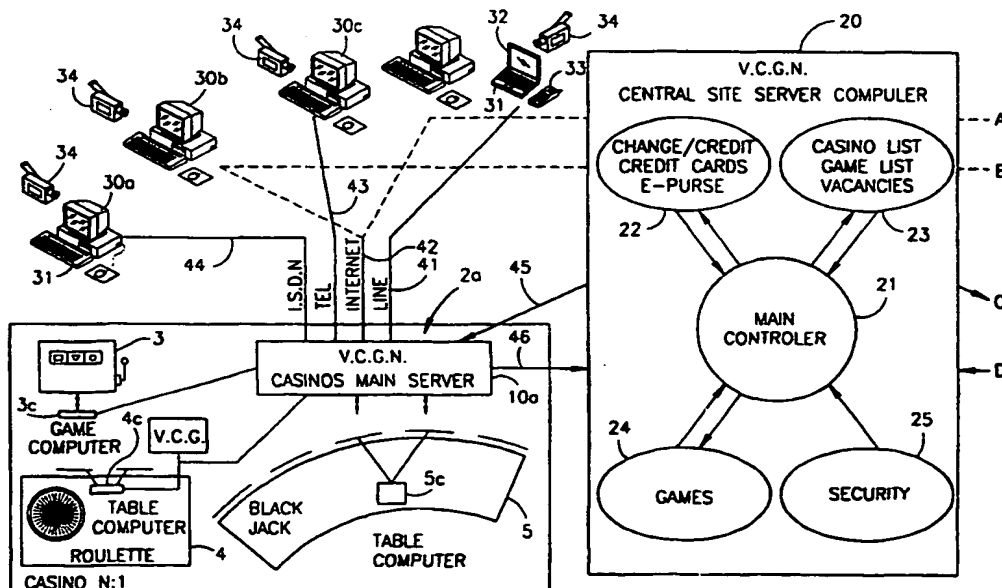 34
34
30b
34
30c
32
34
33
31
34
30a
31
44
43
42
41
I.S.D.N
TEL
INTERNET
LINE
2a
45
46
V.C.G.N.
CASINOS MAIN SERVER
10a
3
3c
GAME
COMPUTER
4c
V.C.G.
TABLE
COMPUTER
ROULETTE
4
BLACK
JACK
5c
5
TABLE
COMPUTER
CASINO N:1
20
V.C.G.N.
CENTRAL SITE SERVER COMPULER
CHANGE/CREDIT
CREDIT CARDS
E-PURSE
CASINO LIST
GAME LIST
VACANCIES
22
23
21
MAIN
CONTROLER
24
25
GAMES
SECURITY
A
D